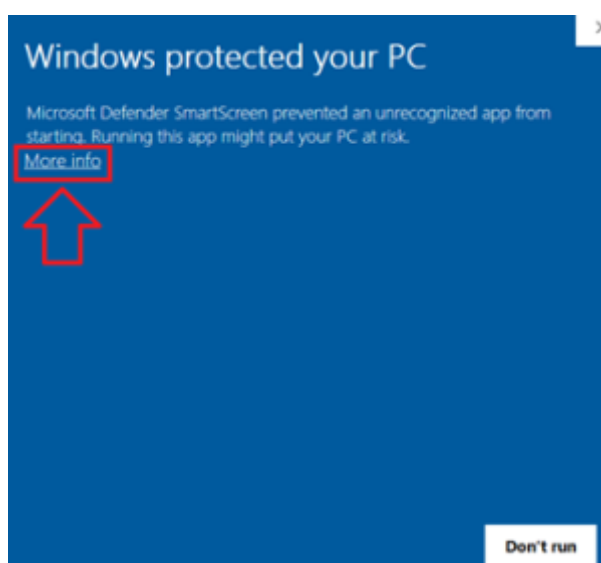 Windows protected your PC
Microsoft Defender SmartScreen prevented an unrecognized app from
starting. Running this app might put your PC at risk.
More info
Don't run